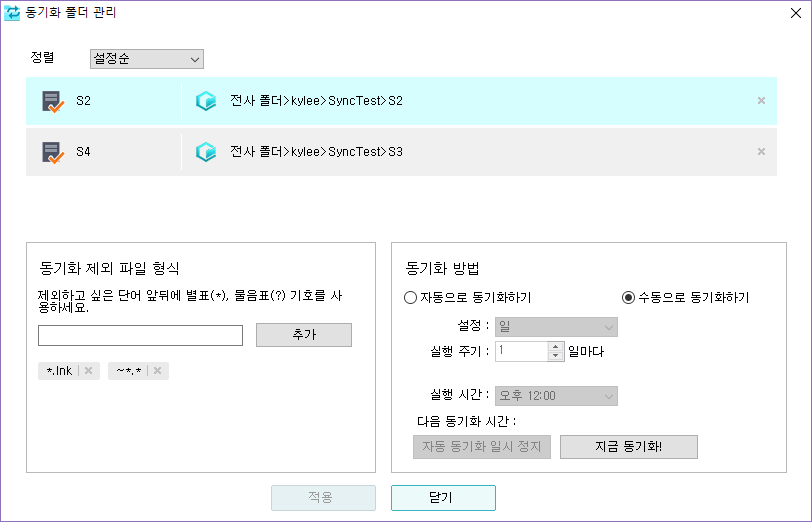 동기화 폴더 관리
정렬 설정순
S2 전사 폴더>kylee>SyncTest>S2
S4 전사 폴더>kylee>SyncTest>S3
동기화 제외 파일 형식
제외하고 싶은 단어 앞뒤에 별표(*), 물음표(?) 기호를 사
용하세요.
추가
*.lnk
~*.*
동기화 방법
자동으로 동기화하기 수동으로 동기화하기
설정 : 일
실행 주기 : 1 일마다
실행 시간 : 오후 12:00
다음 동기화 시간 :
자동 동기화 일시 정지 지금 동기화!
적용 닫기